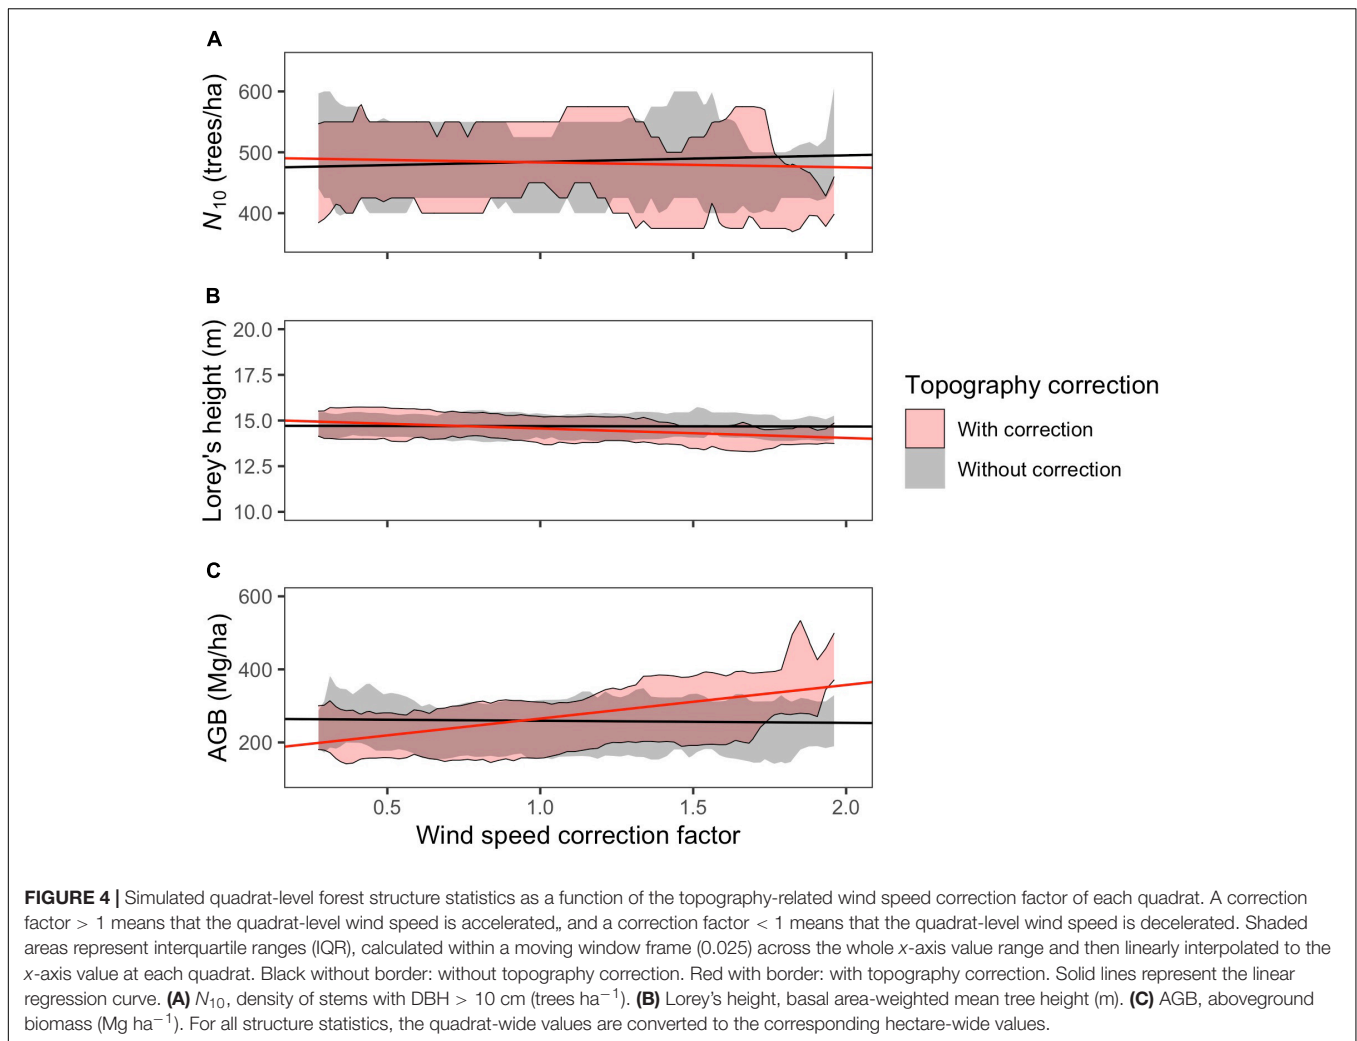 A
N10 (trees/ha)
600
500
400
B
Lorey's height (m)
20.0
17.5
15.0
12.5
10.0
Topography correction
With correction
Without correction
C
AGB (Mg/ha)
600
400
200
0.5 1.0 1.5 2.0
Wind speed correction factor
FIGURE 4 | Simulated quadrat-level forest structure statistics as a function of the topography-related wind speed correction factor of each quadrat. A correction
factor > 1 means that the quadrat-level wind speed is accelerated,, and a correction factor < 1 means that the quadrat-level wind speed is decelerated. Shaded
areas represent interquartile ranges (IQR), calculated within a moving window frame (0.025) across the whole x-axis value range and then linearly interpolated to the
x-axis value at each quadrat. Black without border: without topography correction. Red with border: with topography correction. Solid lines represent the linear
regression curve. (A) N10, density of stems with DBH > 10 cm (trees ha−1). (B) Lorey's height, basal area-weighted mean tree height (m). (C) AGB, aboveground
biomass (Mg ha−1). For all structure statistics, the quadrat-wide values are converted to the corresponding hectare-wide values.